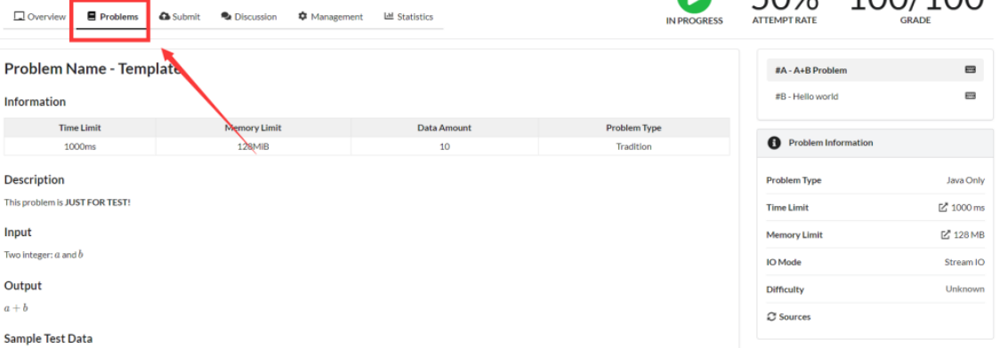 Overview Problems Submit Discussion Management Statistics
IN PROGRESS
50%
ATTEMPT RATE
100/100
GRADE
Problem Name - Template
Information
Time Limit Memory Limit Data Amount Problem Type
1000ms 128MiB 10 Tradition
Description
This problem is JUST FOR TEST!
Input
Two integer: a and b
Output
a + b
Sample Test Data
#A - A+B Problem
#B - Hello world
Problem Information
Problem Type Java Only
Time Limit 1000 ms
Memory Limit 128 MB
IO Mode Stream IO
Difficulty Unknown
Sources